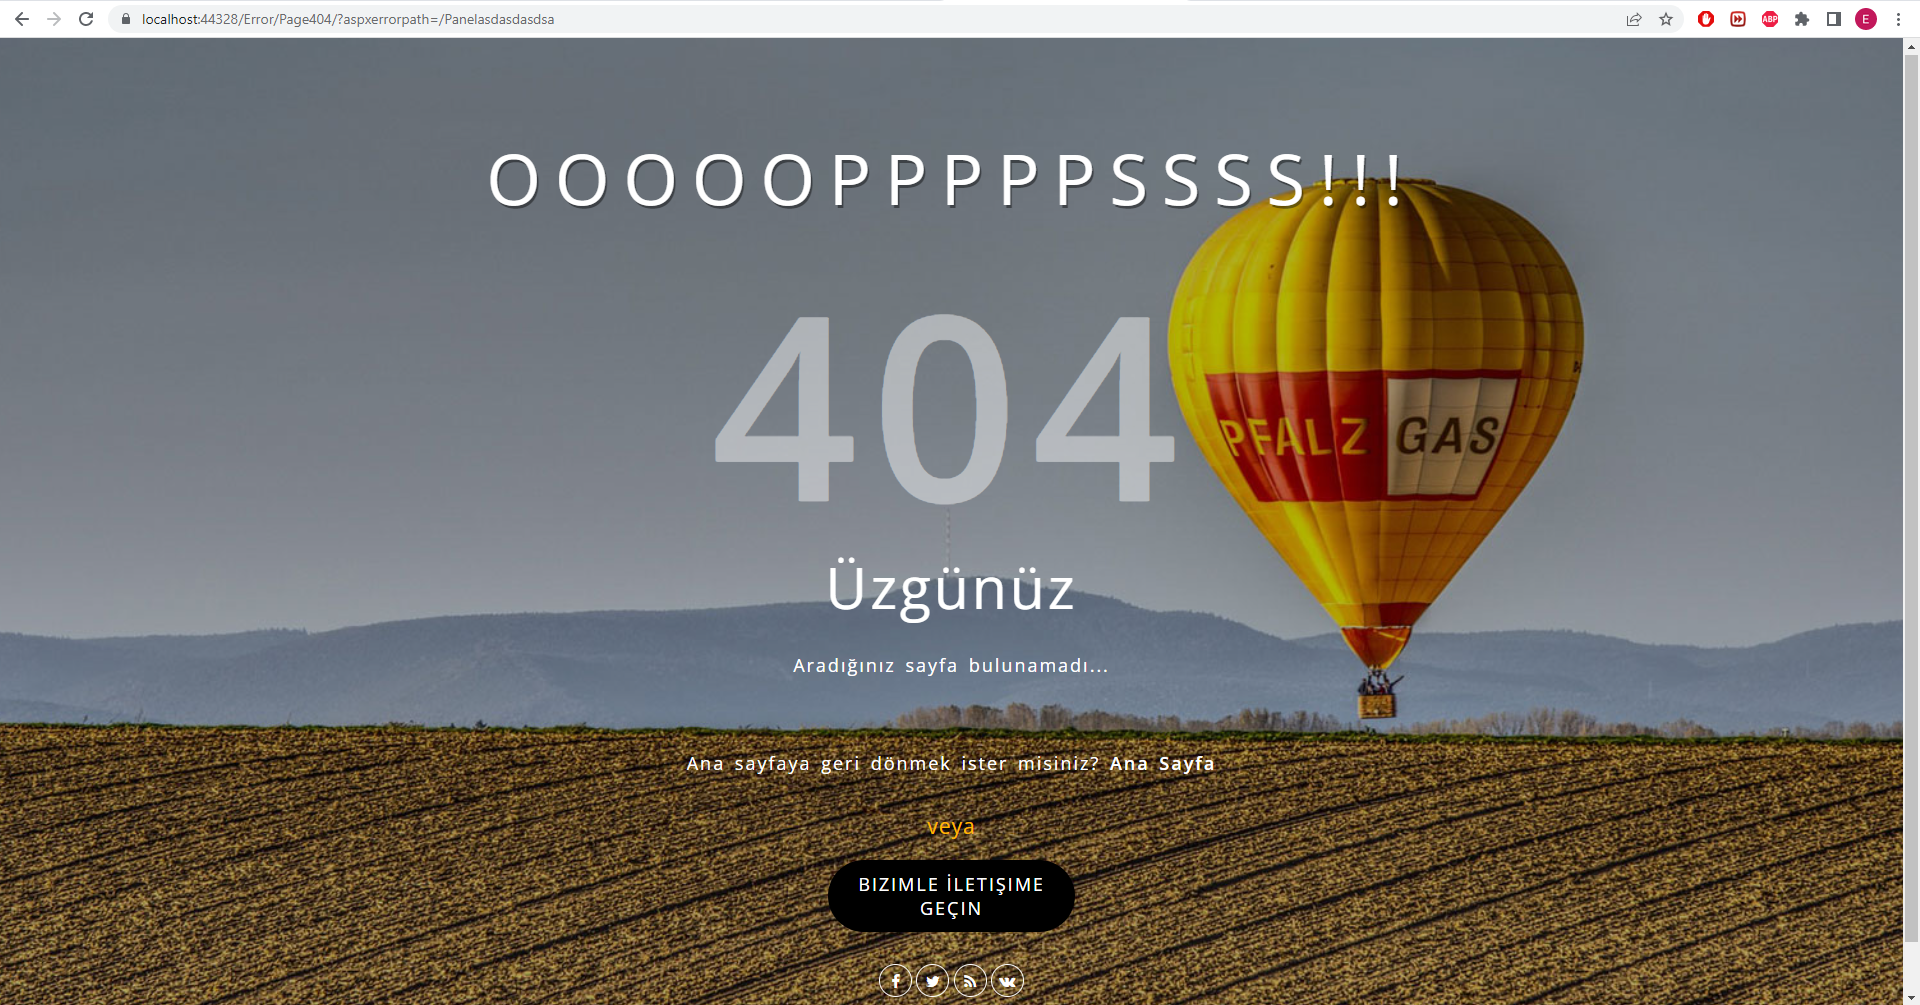 localhost:44328/Error/Page404/?aspxerrorpath=/Panelasdasdasdsa
ABP
E
OOOOOPPPPPSSSS!!!
404
PFALZ GAS
Üzgünüz
Aradığınız sayfa bulunamadı...
Ana sayfaya geri dönmek ister misiniz? Ana Sayfa
veya
BIZIMLE İLETIŞIME
GEÇIN